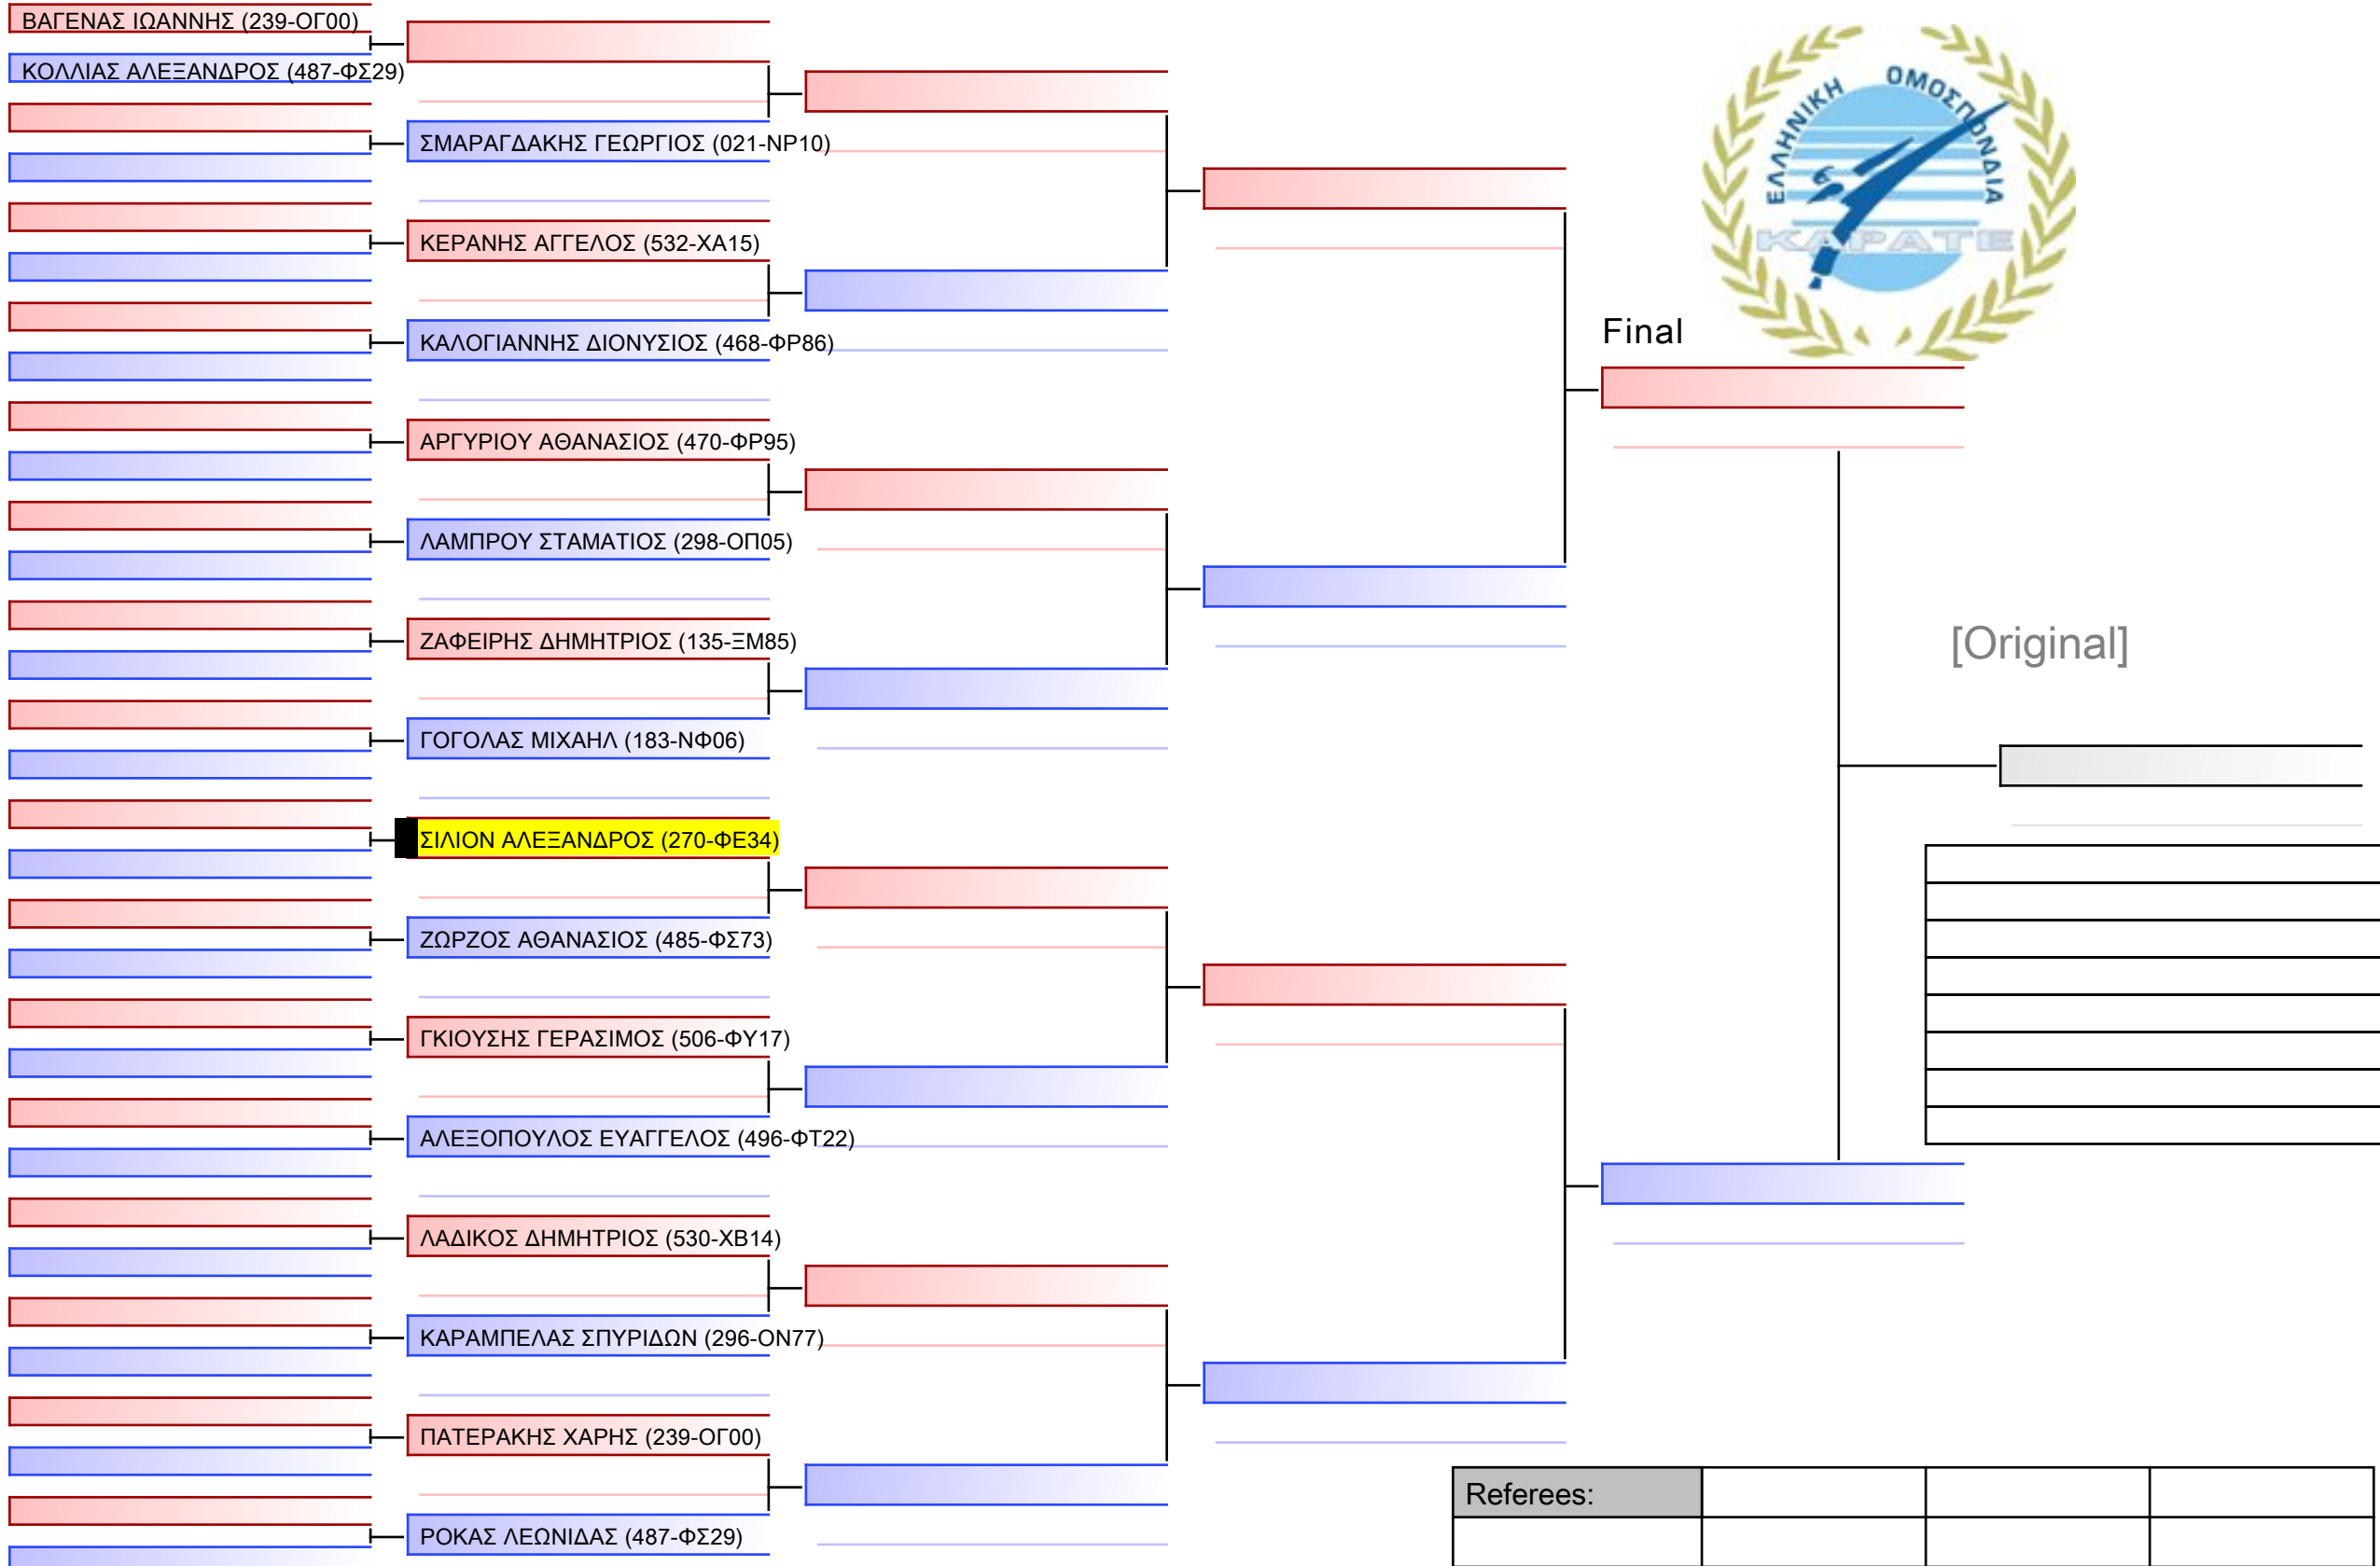 ΒΑΓΕΝΑΣ ΙΩΑΝΝΗΣ (239-ΟΓ00)
ΚΟΛΛΙΑΣ ΑΛΕΞΑΝΔΡΟΣ (487-ΦΣ29)
ΣΜΑΡΑΓΔΑΚΗΣ ΓΕΩΡΓΙΟΣ (021-ΝΡ10)
ΚΕΡΑΝΗΣ ΑΓΓΕΛΟΣ (532-ΧΑ15)
ΚΑΛΟΓΙΑΝΝΗΣ ΔΙΟΝΥΣΙΟΣ (468-ΦΡ86)
ΑΡΓΥΡΙΟΥ ΑΘΑΝΑΣΙΟΣ (470-ΦΡ95)
ΛΑΜΠΡΟΥ ΣΤΑΜΑΤΙΟΣ (298-ΟΠ05)
ΖΑΦΕΙΡΗΣ ΔΗΜΗΤΡΙΟΣ (135-ΞΜ85)
ΓΟΓΟΛΑΣ ΜΙΧΑΗΛ (183-ΝΦ06)
ΣΙΛΙΟΝ ΑΛΕΞΑΝΔΡΟΣ (270-ΦΕ34)
ΖΩΡΖΟΣ ΑΘΑΝΑΣΙΟΣ (485-ΦΣ73)
ΓΚΙΟΥΣΗΣ ΓΕΡΑΣΙΜΟΣ (506-ΦΥ17)
ΑΛΕΞΟΠΟΥΛΟΣ ΕΥΑΓΓΕΛΟΣ (496-ΦΤ22)
ΛΑΔΙΚΟΣ ΔΗΜΗΤΡΙΟΣ (530-ΧΒ14)
ΚΑΡΑΜΠΕΛΑΣ ΣΠΥΡΙΔΩΝ (296-ΟΝ77)
ΠΑΤΕΡΑΚΗΣ ΧΑΡΗΣ (239-ΟΓ00)
ΡΟΚΑΣ ΛΕΩΝΙΔΑΣ (487-ΦΣ29)
ΕΛΛΗΝΙΚΗ ΟΜΟΣΠΟΝΔΙΑ
ΚΑΡΑΤΕ
Final
[Original]
Referees: